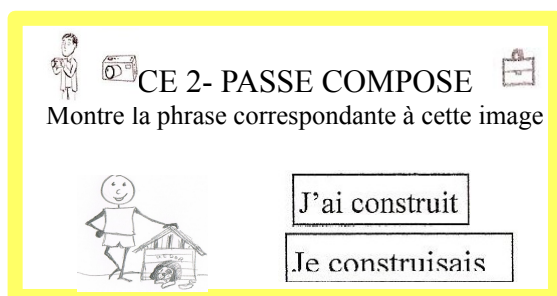 CE 2- PASSE COMPOSE
Montre la phrase correspondante à cette image
J'ai construit
Je construisais